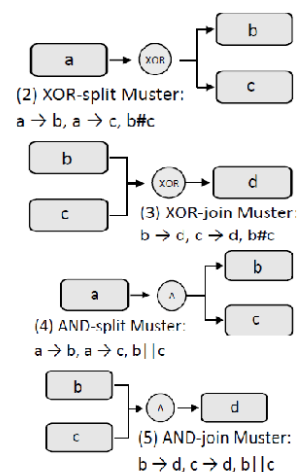 b
a
XOR
c
(2) XOR-split Muster:
a → b, a → c, b#c
b
XOR
d
c
(3) XOR-join Muster:
b → c, c → d, b#c
b
a
∧
c
(4) AND-split Muster:
a → b, a → c, b||c
b
∧
d
c
(5) AND-join Muster:
b → d, c → d, b||c